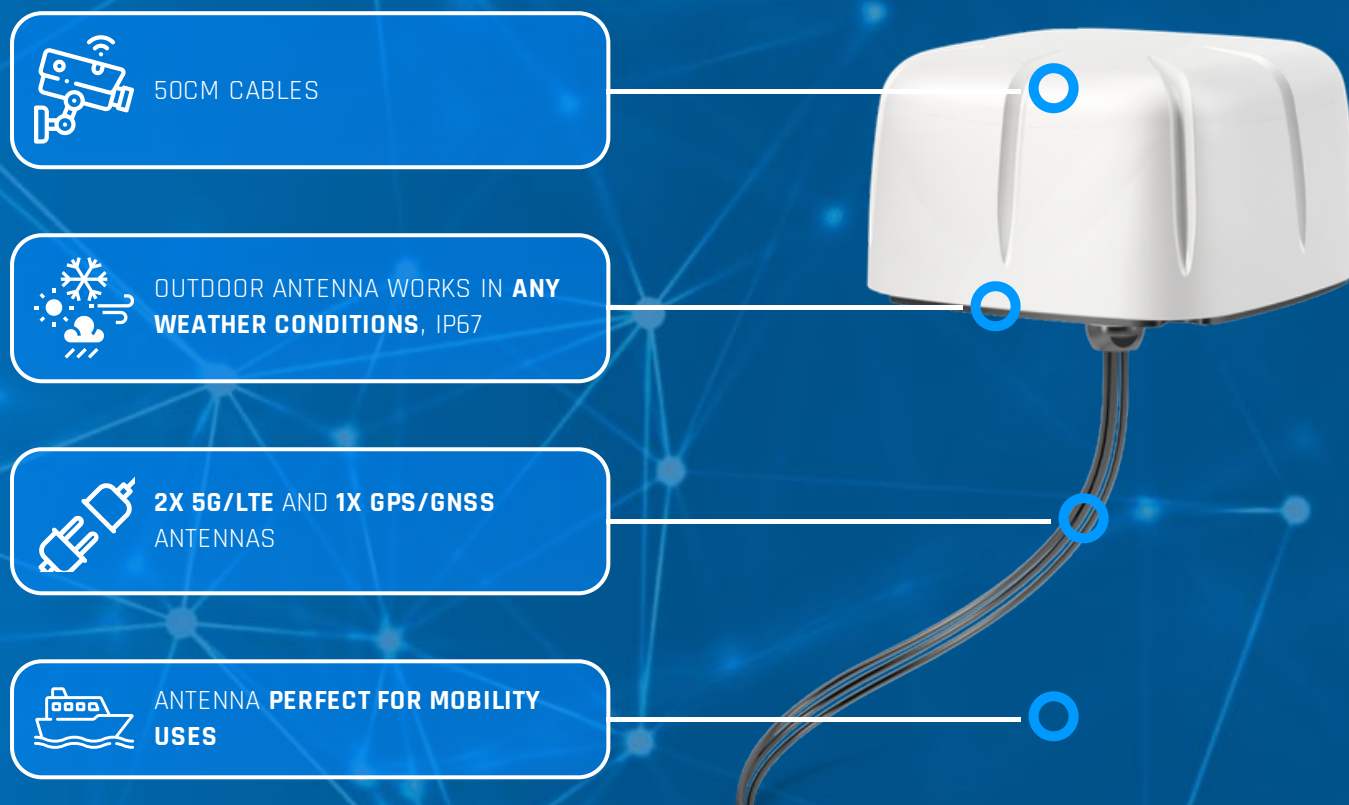 50CM CABLES
OUTDOOR ANTENNA WORKS IN ANY
WEATHER CONDITIONS, IP67
2X 5G/LTE AND 1X GPS/GNSS
ANTENNAS
ANTENNA PERFECT FOR MOBILITY
USES